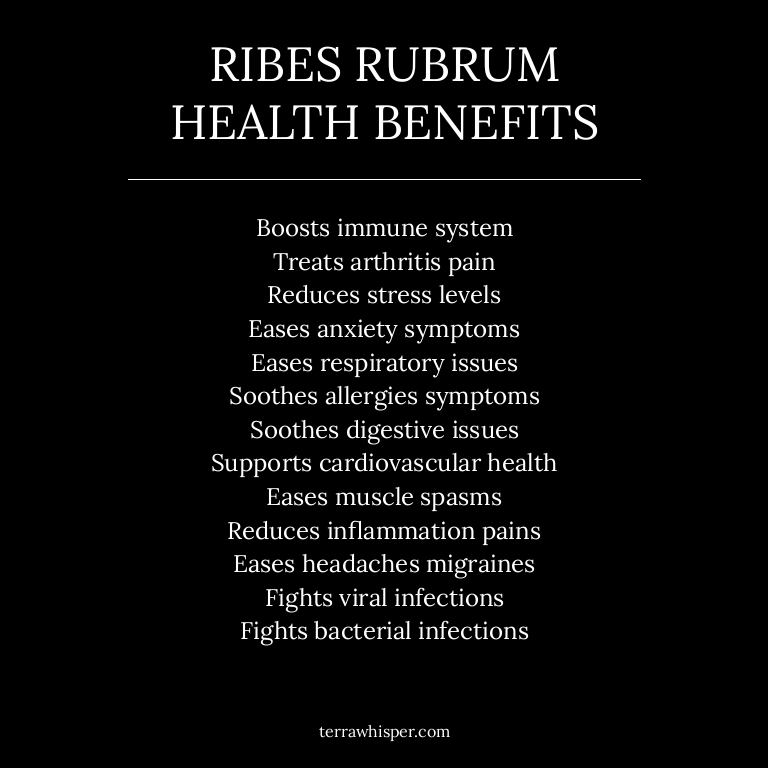 RIBES RUBRUM
HEALTH BENEFITS
Boosts immune system
Treats arthritis pain
Reduces stress levels
Eases anxiety symptoms
Eases respiratory issues
Soothes allergies symptoms
Soothes digestive issues
Supports cardiovascular health
Eases muscle spasms
Reduces inflammation pains
Eases headaches migraines
Fights viral infections
Fights bacterial infections
terrawhisper.com